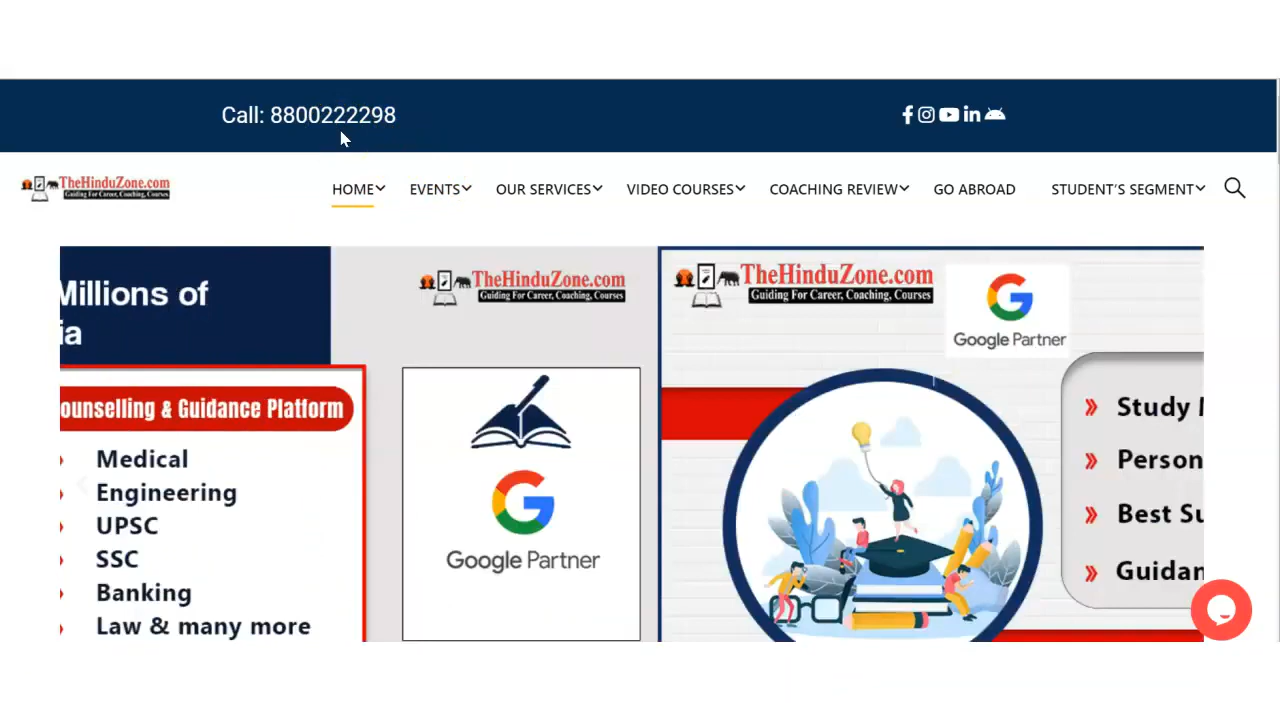 Call: 8800222298
TheHinduZone.com
Guiding For Career, Coaching, Courses
HOME
EVENTS
OUR SERVICES
VIDEO COURSES
COACHING REVIEW
GO ABROAD
STUDENT'S SEGMENT
Millions of
ia
ounselling & Guidance Platform
Medical
Engineering
UPSC
SSC
Banking
Law & many more
TheHinduZone.com
Guiding For Career, Coaching, Courses
Google Partner
TheHinduZone.com
Guiding For Career, Coaching, Courses
Google Partner
Study
Person
Best Su
Guidan